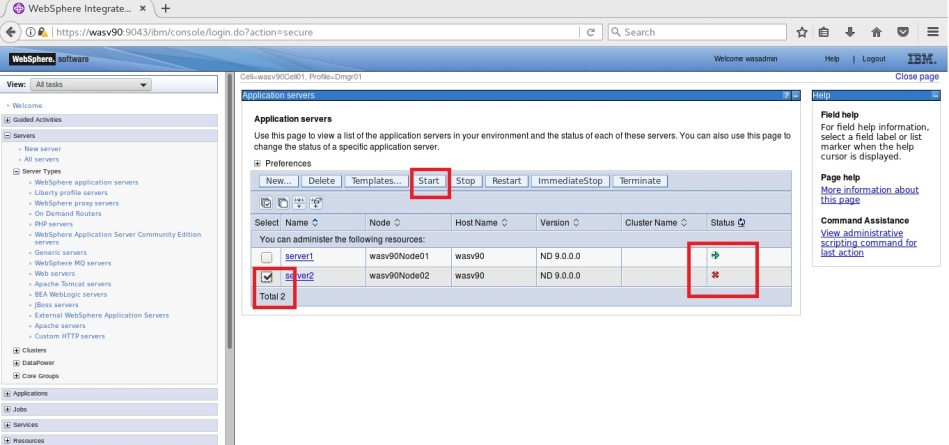 WebSphere Integrate...
https://wasv90:9043/ibm/console/login.do?action=secure
Search
WebSphere. software
Welcome wasadmin
Help | Logout
IBM.
View: All tasks
Welcome
Guided Activities
Servers
New server
All servers
Server Types
WebSphere application servers
Liberty profile servers
WebSphere proxy servers
On Demand Routers
PHP servers
WebSphere Application Server Community Edition
servers
Generic servers
WebSphere MQ servers
Web servers
Apache Tomcat servers
BEA WebLogic servers
JBoss servers
External WebSphere Application Servers
Apache servers
Custom HTTP servers
Clusters
DataPower
Core Groups
Applications
Jobs
Services
Resources
Cell=wasv90Cell01, Profile=Dmgr01
Close page
Application servers
Application servers
Use this page to view a list of the application servers in your environment and the status of each of these servers. You can also use this page to
change the status of a specific application server.
Preferences
New... Delete Templates... Start Stop Restart ImmediateStop Terminate
Select Name Node Host Name Version Cluster Name Status
You can administer the following resources:
server1 wasv90Node01 wasv90 ND 9.0.0.0
server2 wasv90Node02 wasv90 ND 9.0.0.0
Total 2
Help
Field help
For field help information,
select a field label or list
marker when the help
cursor is displayed.
Page help
More information about
this page
Command Assistance
View administrative
scripting command for
last action